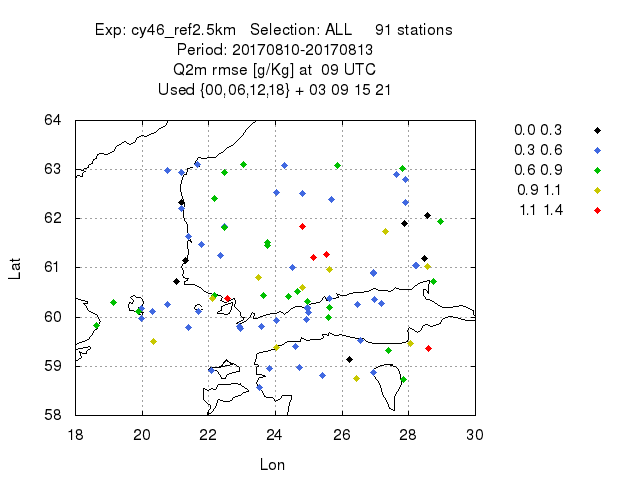 Exp: cy46_ref2.5km Selection: ALL 91 stations
Period: 20170810-20170813
Q2m rmse [g/Kg] at 09 UTC
Used {00,06,12,18} + 03 09 15 21
64
63
62
61
60
59
58
Lat
18 20 22 24 26 28 30
Lon
0.0 0.3
0.3 0.6
0.6 0.9
0.9 1.1
1.1 1.4